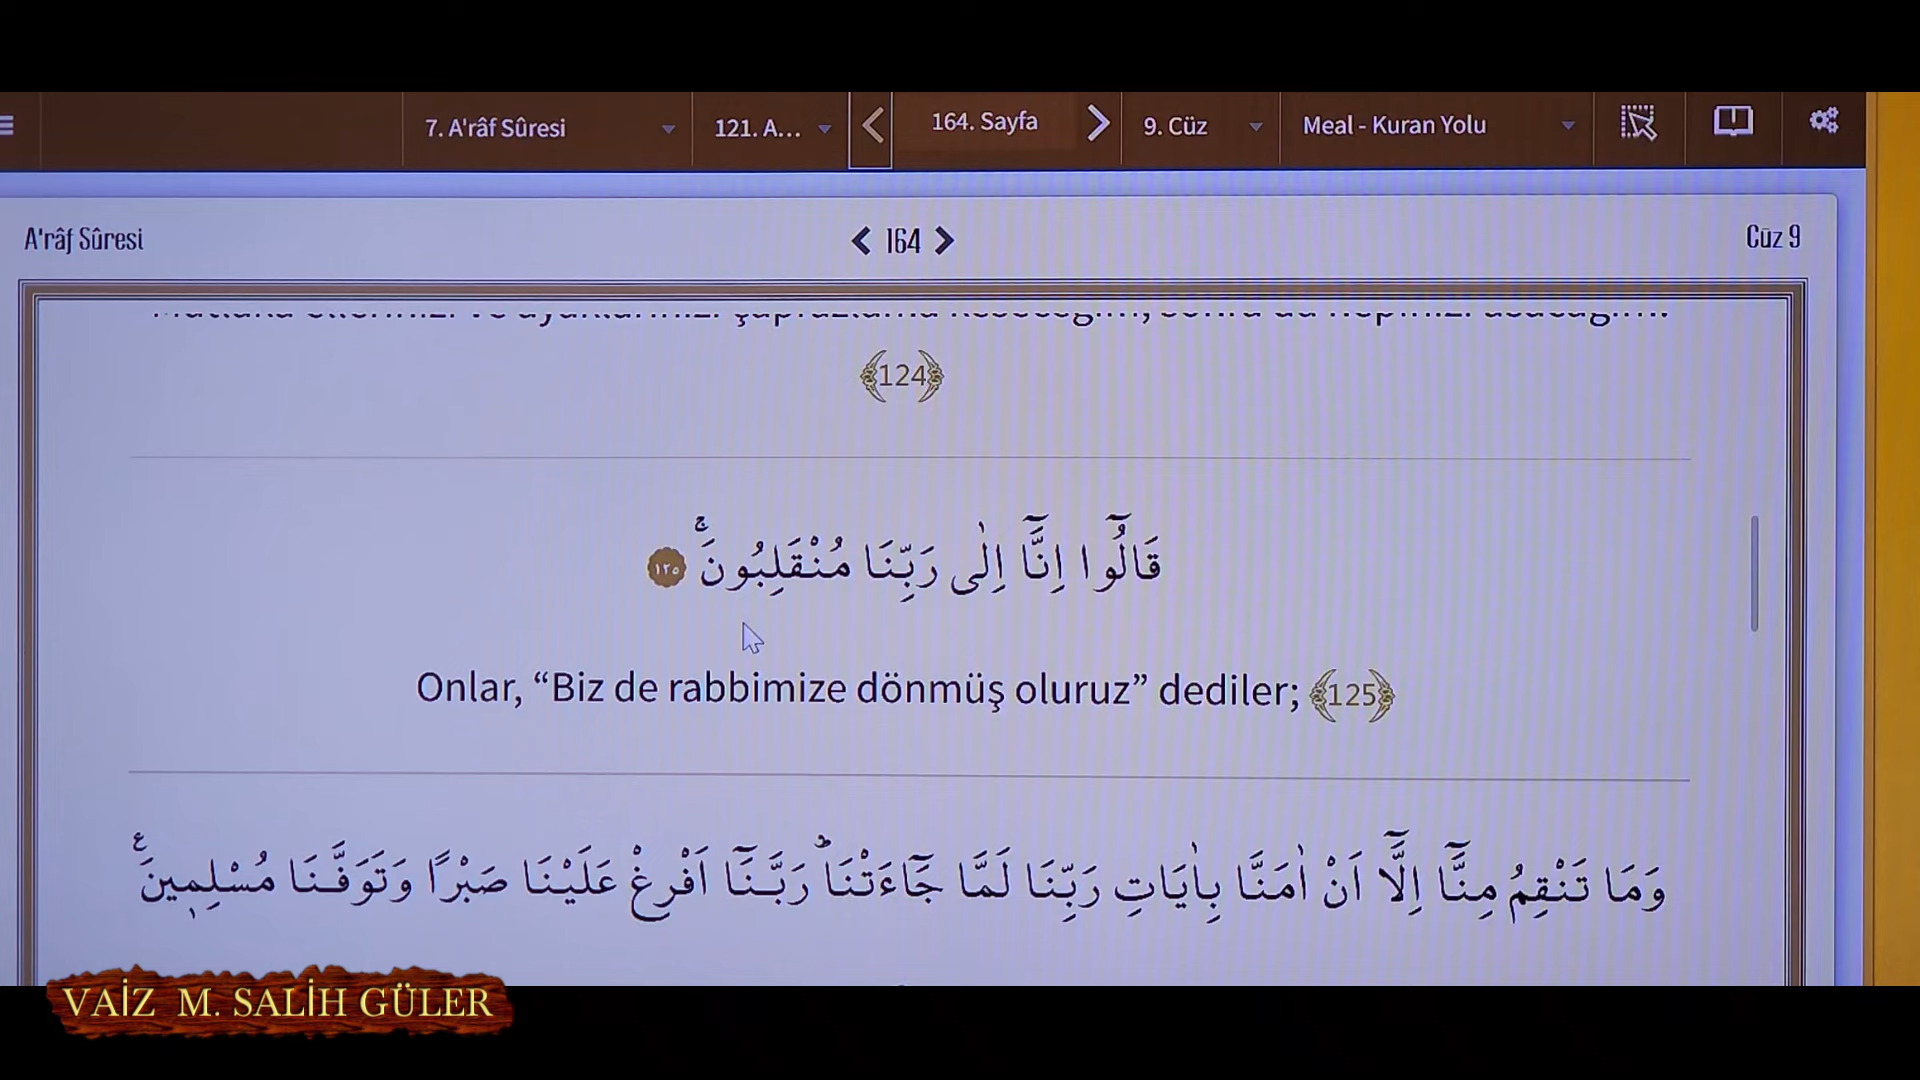 7. A'râf Sûresi 121. A... 164. Sayfa 9. Cüz Meal - Kuran Yolu
A'râf Sûresi 164 Cüz 9
124
قَالُٓوا اِنَّٓا اِلٰى رَبِّنَا مُنْقَلِبُونَۚ ١٢٥
Onlar, “Biz de rabbimize dönmüş oluruz” dediler; 125
وَمَا تَنْقِمُ مِنَّٓا اِلَّٓا اَنْ اٰمَنَّا بِاٰيَاتِ رَبِّنَا لَمَّا جَٓاءَتْنَاۜ رَبَّنَٓا اَفْرِغْ عَلَيْنَا صَبْرًا وَتَوَفَّنَا مُسْلِم۪ينَ۟
VAİZ M. SALİH GÜLER